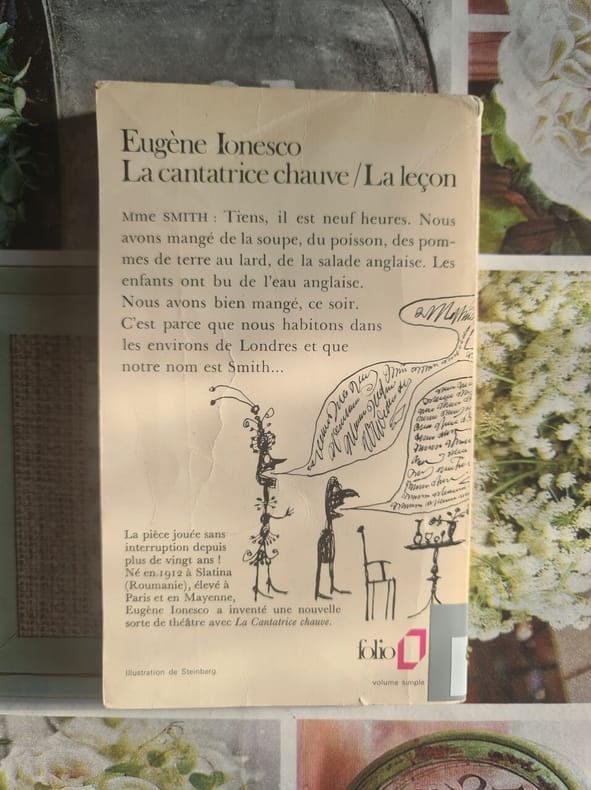 Eugène Ionesco
La cantatrice chauve / La leçon
Mme SMITH : Tiens, il est neuf heures. Nous
avons mangé de la soupe, du poisson, des pom-
mes de terre au lard, de la salade anglaise. Les
enfants ont bu de l'eau anglaise.
Nous avons bien mangé, ce soir.
C'est parce que nous habitons dans
les environs de Londres et que
notre nom est Smith...
La pièce jouée sans
interruption depuis
plus de vingt ans !
Né en 1912 à Slatina
(Roumanie), élevé à
Paris et en Mayenne,
Eugène Ionesco a inventé une nouvelle
sorte de théâtre avec La Cantatrice chauve.
folio
Illustration de Steinberg.
volume simple